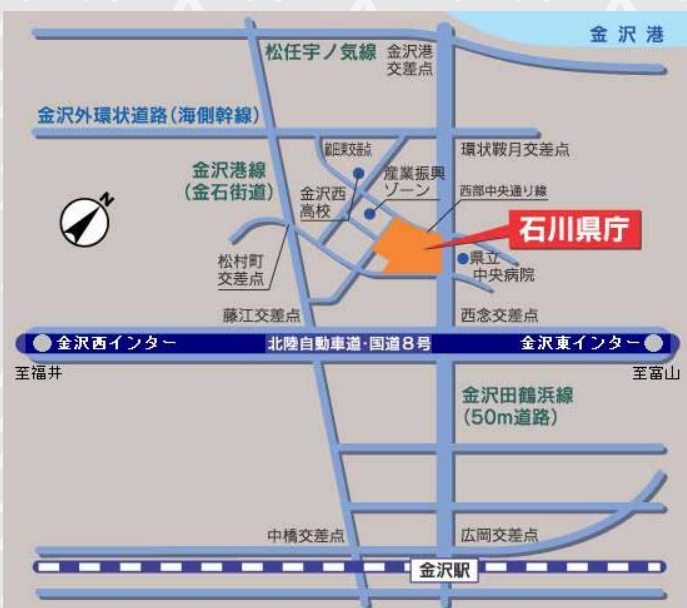 金沢港
松任宇ノ気線
金沢港
交差点
金沢外環状道路(海側幹線)
環状鞍月交差点
金沢港線
(金石街道)
産業振興
ゾーン
金沢西
高校
西部中央通り線
N
石川県庁
松村町
交差点
県立
中央病院
藤江交差点
西念交差点
金沢西インター
北陸自動車道・国道8号
金沢東インター
至福井
至富山
金沢田鶴浜線
(50m道路)
中橋交差点
広岡交差点
金沢駅